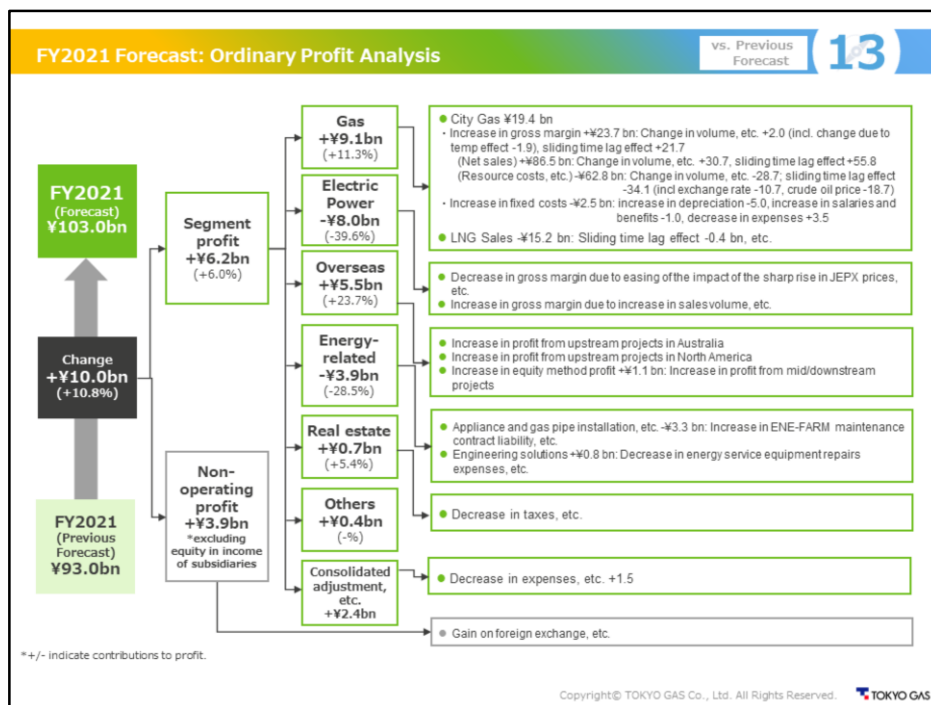 FY2021 Forecast: Ordinary Profit Analysis
vs. Previous
Forecast
13
FY2021
(Forecast)
¥103.0bn
Change
+¥10.0bn
(+10.8%)
FY2021
(Previous
Forecast)
¥93.0bn
Segment
profit
+¥6.2bn
(+6.0%)
Non-
operating
profit
+¥3.9bn
*excluding
equity in income
of subsidiaries
Gas
+¥9.1bn
(+11.3%)
Electric
Power
-¥8.0bn
(-39.6%)
Overseas
+¥5.5bn
(+23.7%)
Energy-
related
-¥3.9bn
(-28.5%)
Real estate
+¥0.7bn
(+5.4%)
Others
+¥0.4bn
(-%)
Consolidated
adjustment,
etc.
+¥2.4bn
● City Gas ¥19.4 bn
・Increase in gross margin +¥23.7 bn: Change in volume, etc. +2.0 (incl. change due to
temp effect -1.9), sliding time lag effect +21.7
(Net sales) +¥86.5 bn: Change in volume, etc. +30.7, sliding time lag effect +55.8
(Resource costs, etc.) -¥62.8 bn: Change in volume, etc. -28.7; sliding time lag effect
-34.1 (incl exchange rate -10.7, crude oil price -18.7)
・Increase in fixed costs -¥2.5 bn: increase in depreciation -5.0, increase in salaries and
benefits -1.0, decrease in expenses +3.5
● LNG Sales -¥15.2 bn: Sliding time lag effect -0.4 bn, etc.
● Decrease in gross margin due to easing of the impact of the sharp rise in JEPX prices,
etc.
● Increase in gross margin due to increase in sales volume, etc.
● Increase in profit from upstream projects in Australia
● Increase in profit from upstream projects in North America
● Increase in equity method profit +¥1.1 bn: Increase in profit from mid/downstream
projects
● Appliance and gas pipe installation, etc. -¥3.3 bn: Increase in ENE-FARM maintenance
contract liability, etc.
● Engineering solutions +¥0.8 bn: Decrease in energy service equipment repairs
expenses, etc.
● Decrease in taxes, etc.
● Decrease in expenses, etc. +1.5
● Gain on foreign exchange, etc.
*+/- indicate contributions to profit.
Copyright© TOKYO GAS Co., Ltd. All Rights Reserved.
TOKYO GAS